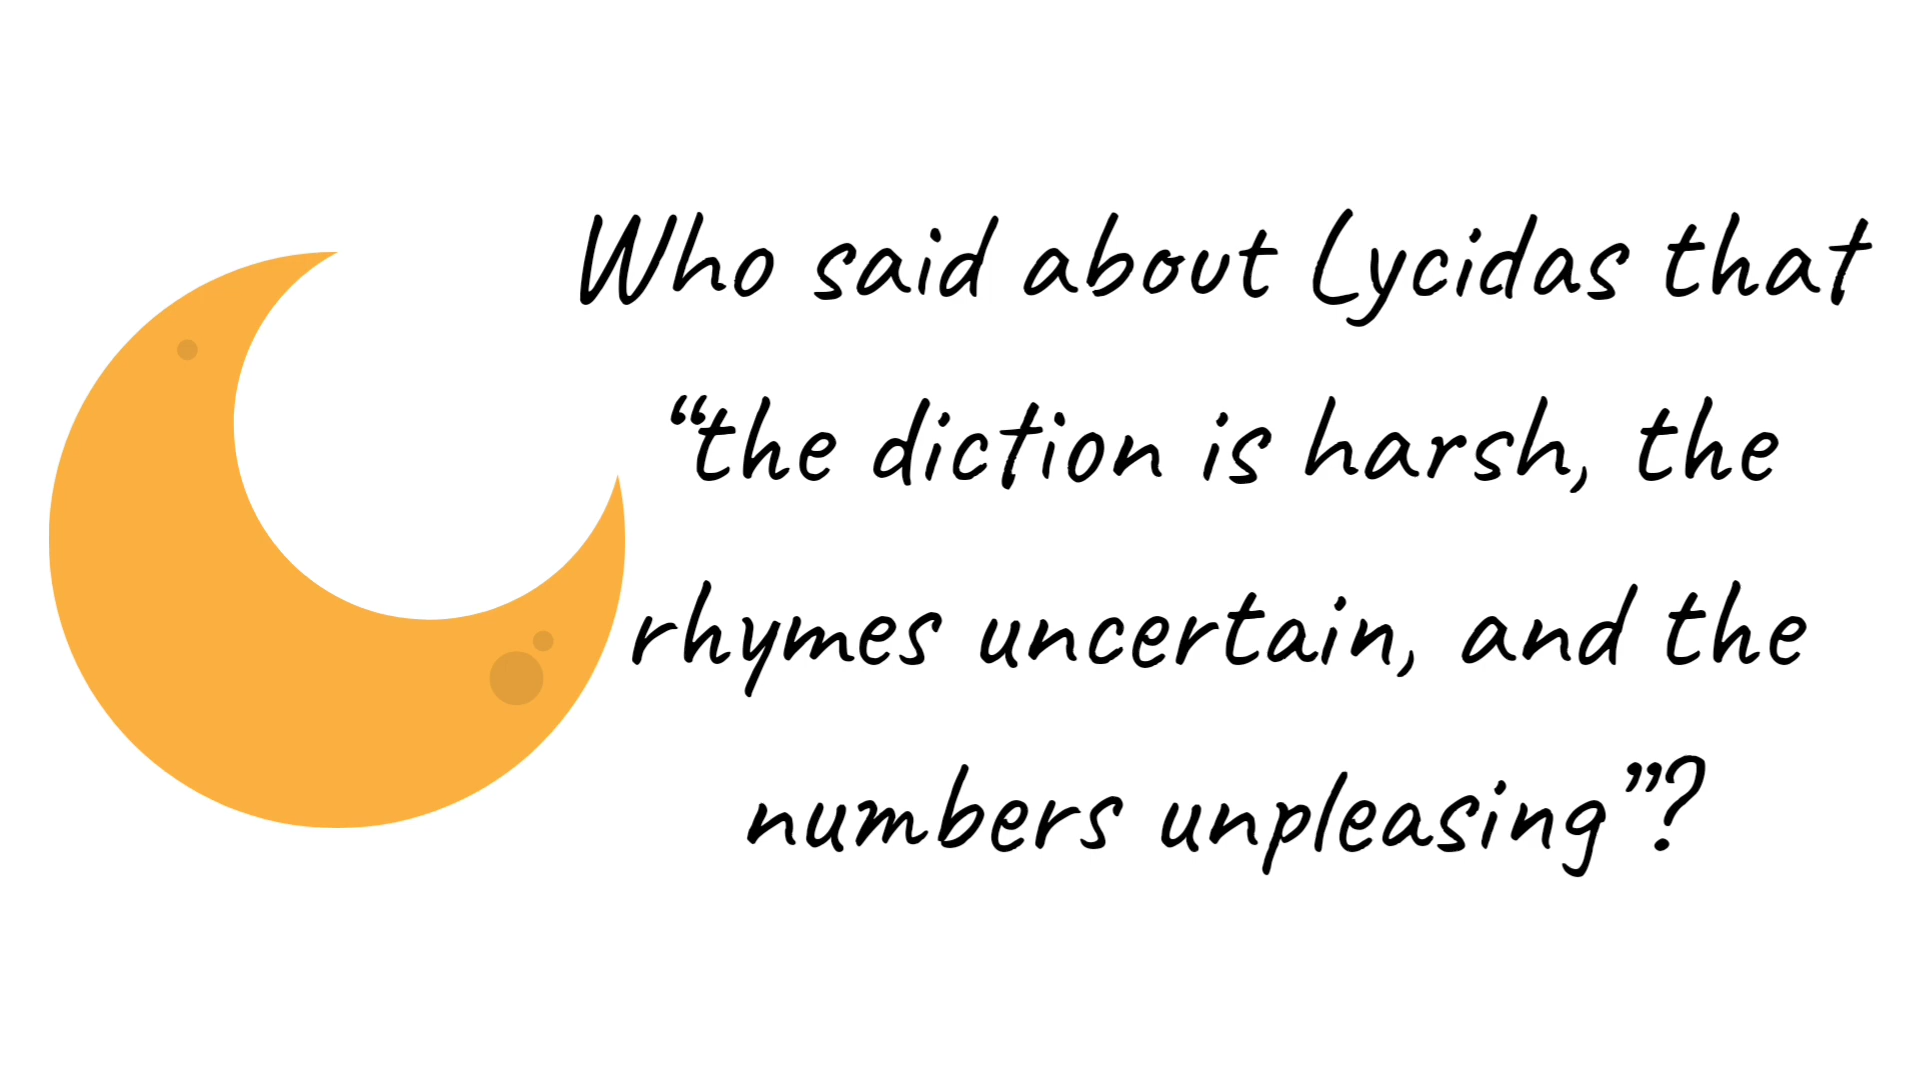 Who said about Lycidas that
“the diction is harsh, the
rhymes uncertain, and the
numbers unpleasing”?